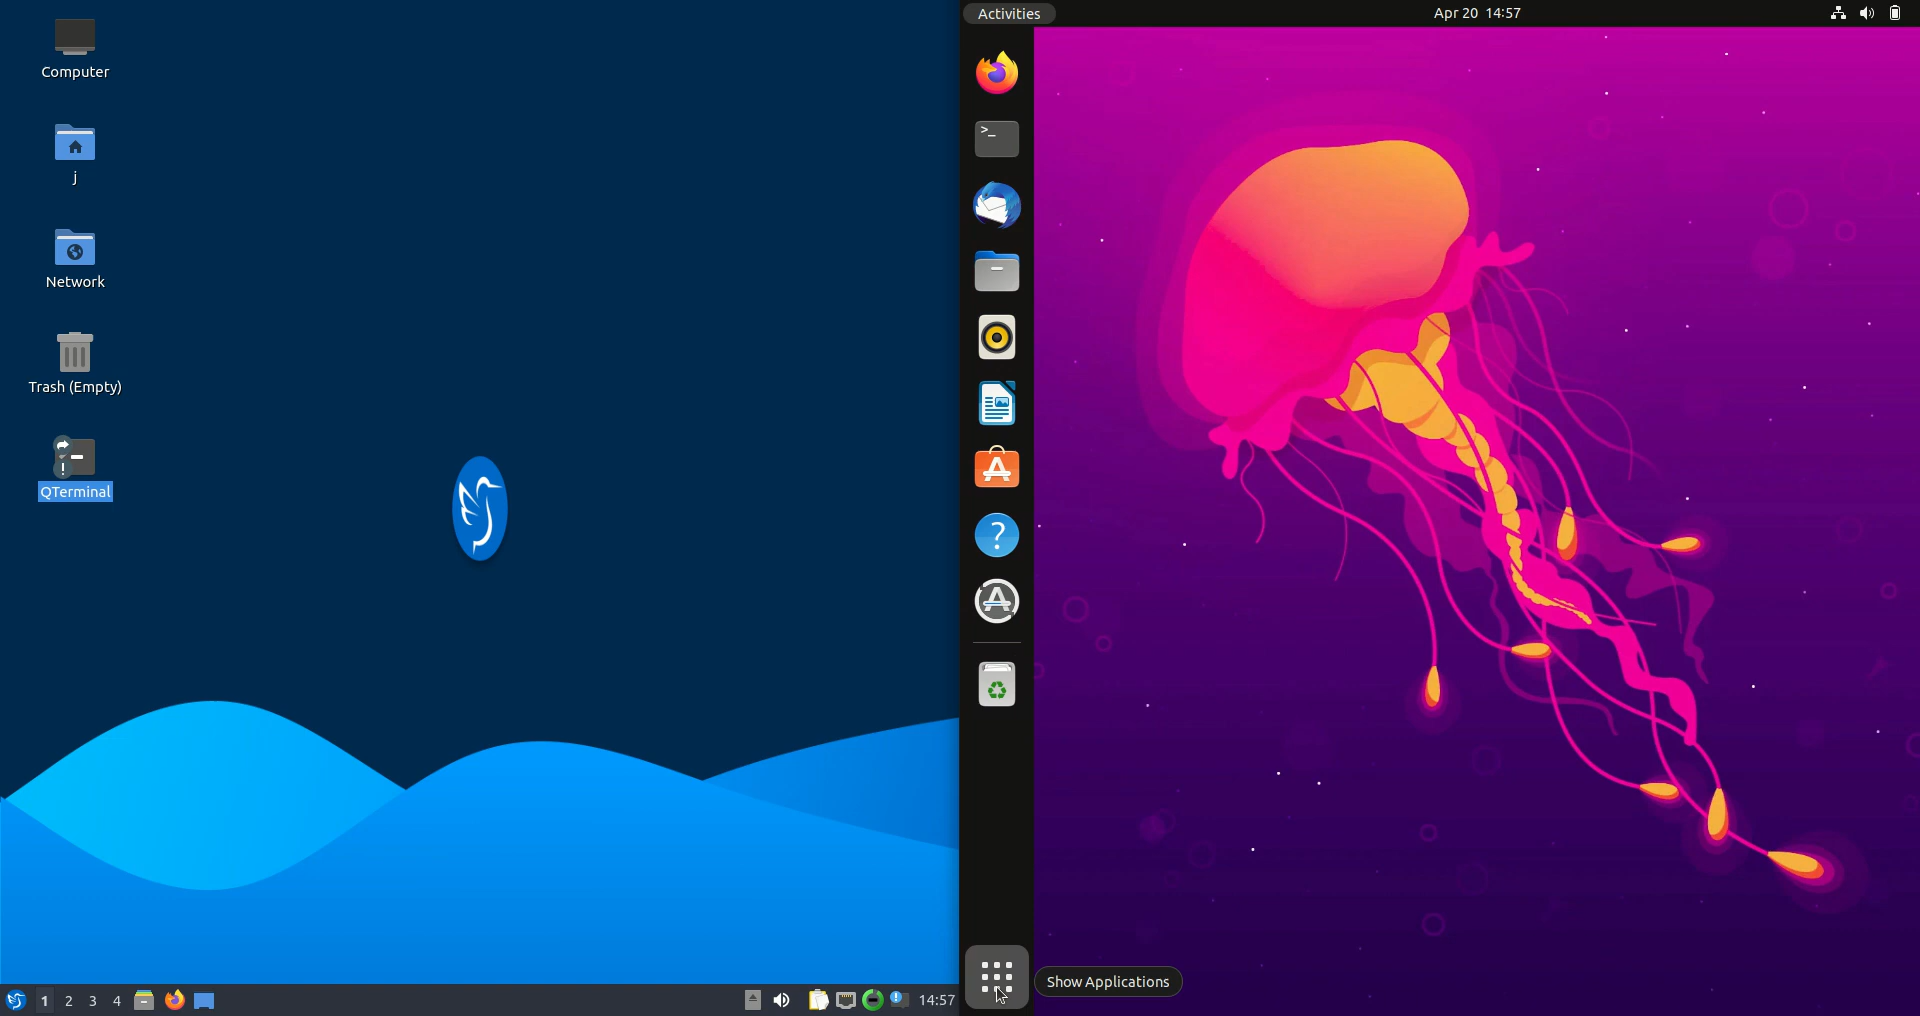 Computer
j
Network
Trash (Empty)
QTerminal
1 2 3 4
14:57
Activities
Apr 20 14:57
>_
Show Applications